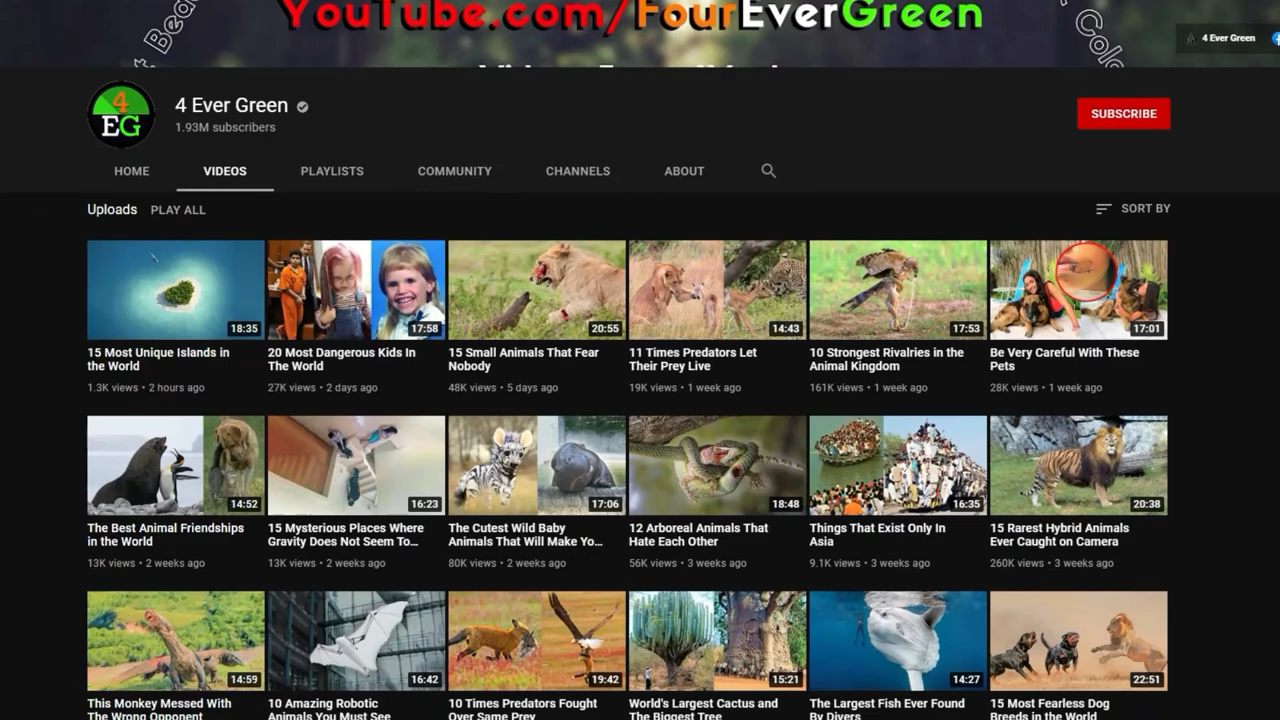 YouTube.com/FourEverGreen
4 Ever Green
4
EG
4 Ever Green
1.93M subscribers
SUBSCRIBE
HOME
VIDEOS
PLAYLISTS
COMMUNITY
CHANNELS
ABOUT
Uploads
PLAY ALL
SORT BY
18:35
17:58
20:55
14:43
17:53
17:01
15 Most Unique Islands in
the World
1.3K views • 2 hours ago
20 Most Dangerous Kids In
The World
27K views • 2 days ago
15 Small Animals That Fear
Nobody
48K views • 5 days ago
11 Times Predators Let
Their Prey Live
19K views • 1 week ago
10 Strongest Rivalries in the
Animal Kingdom
161K views • 1 week ago
Be Very Careful With These
Pets
28K views • 1 week ago
14:52
16:23
17:06
18:48
16:35
20:38
The Best Animal Friendships
in the World
13K views • 2 weeks ago
15 Mysterious Places Where
Gravity Does Not Seem To...
13K views • 2 weeks ago
The Cutest Wild Baby
Animals That Will Make Yo...
80K views • 2 weeks ago
12 Arboreal Animals That
Hate Each Other
56K views • 3 weeks ago
Things That Exist Only In
Asia
9.1K views • 3 weeks ago
15 Rarest Hybrid Animals
Ever Caught on Camera
260K views • 3 weeks ago
14:59
16:42
19:42
15:21
14:27
22:51
This Monkey Messed With
The Wrong Opponent
10 Amazing Robotic
Animals You Must See
10 Times Predators Fought
Over Same Prey
World's Largest Cactus and
The Biggest Tree
The Largest Fish Ever Found
By Divers
15 Most Fearless Dog
Breeds in the World